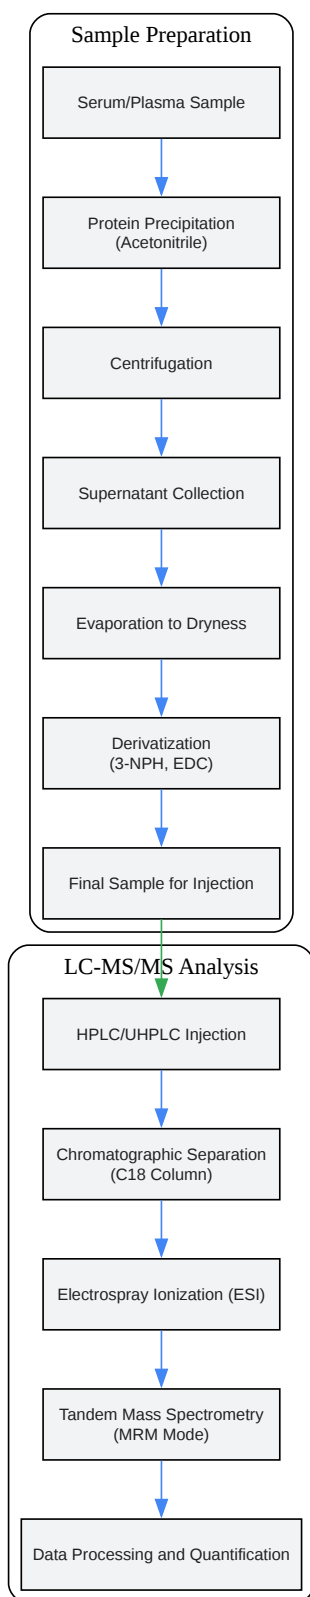 Sample Preparation
Serum/Plasma Sample
Protein Precipitation
(Acetonitrile)
Centrifugation
Supernatant Collection
Evaporation to Dryness
Derivatization
(3-NPH, EDC)
Final Sample for Injection
LC-MS/MS Analysis
HPLC/UHPLC Injection
Chromatographic Separation
(C18 Column)
Electrospray Ionization (ESI)
Tandem Mass Spectrometry
(MRM Mode)
Data Processing and Quantification